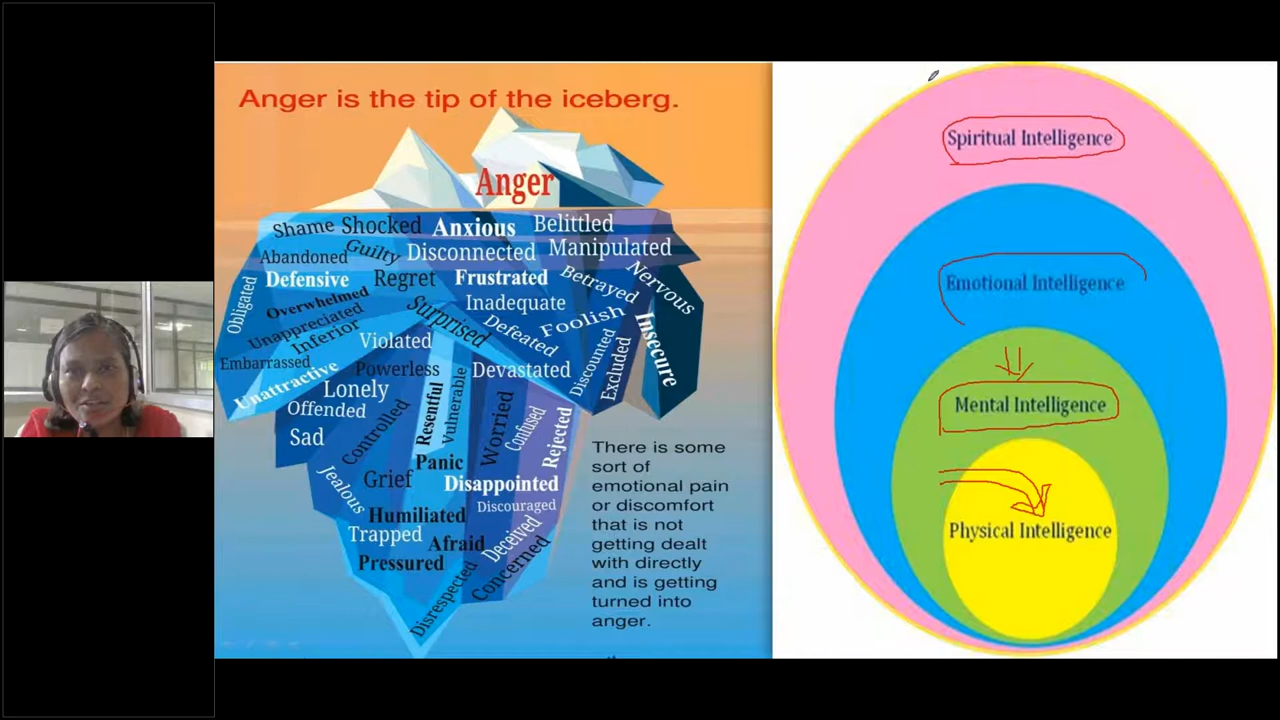 Anger is the tip of the iceberg.
Anger
Shame Shocked Anxious Belittled
Abandoned Guilty Disconnected Manipulated
Defensive Regret Frustrated Betrayed Nervous
Obligated Overwhelmed Surprised Inadequate
Unappreciated Defeated Foolish
Inferior Violated Discounted Excluded Insecure
Embarrassed Powerless Devastated
Unattractive Lonely Resentful Vulnerable
Offended Controlled Worried Confused Rejected
Sad
Panic
Jealous Grief Disappointed
Humiliated Discouraged
Trapped Afraid Deceived
Pressured Concerned
Disrespected
There is some
sort of
emotional pain
or discomfort
that is not
getting dealt
with directly
and is getting
turned into
anger.
Spiritual Intelligence
Emotional Intelligence
Mental Intelligence
Physical Intelligence